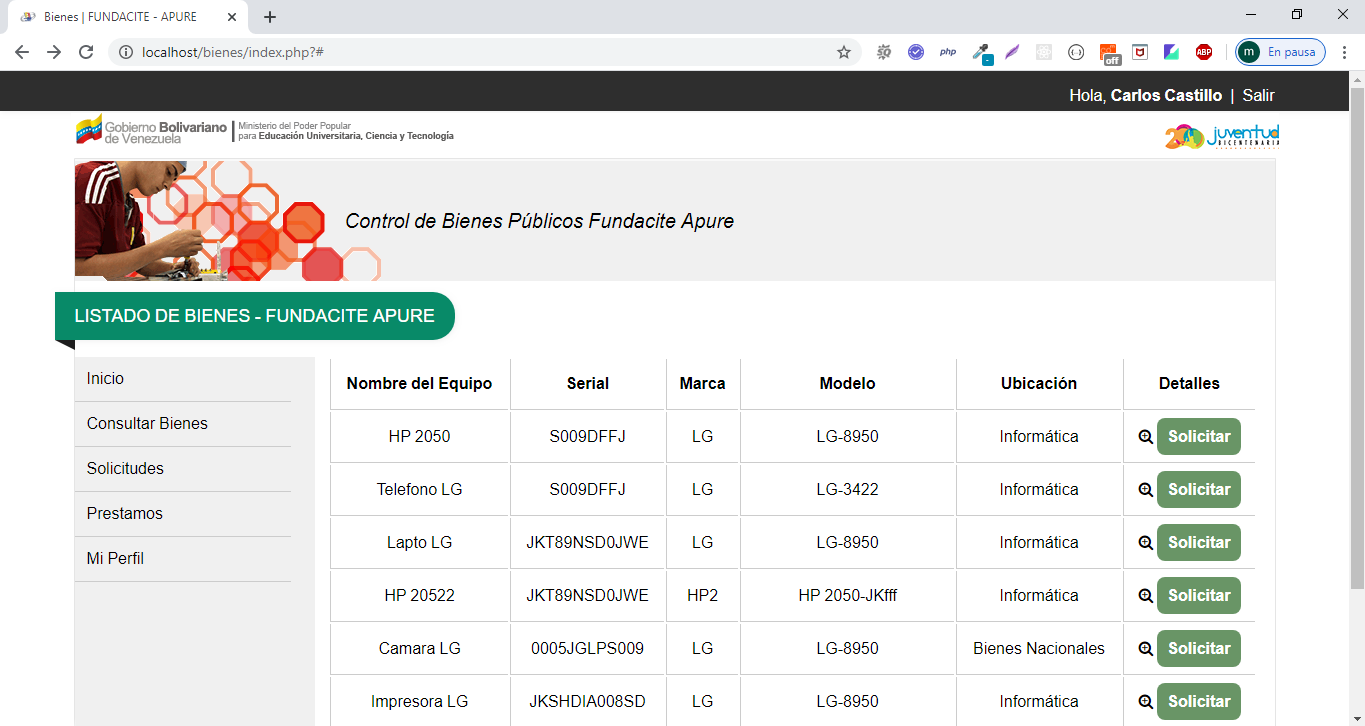 Bienes | FUNDACITE - APURE
localhost/bienes/index.php?#
php
off
ABP
m
En pausa
Hola, Carlos Castillo | Salir
Gobierno Bolivariano
de Venezuela
Ministerio del Poder Popular
para Educación Universitaria, Ciencia y Tecnología
200 juventud
BICENTENARIA
Control de Bienes Públicos Fundacite Apure
LISTADO DE BIENES - FUNDACITE APURE
Inicio
Consultar Bienes
Solicitudes
Prestamos
Mi Perfil
Nombre del Equipo Serial Marca Modelo Ubicación Detalles
HP 2050 S009DFFJ LG LG-8950 Informática Solicitar
Telefono LG S009DFFJ LG LG-3422 Informática Solicitar
Lapto LG JKT89NSD0JWE LG LG-8950 Informática Solicitar
HP 20522 JKT89NSD0JWE HP2 HP 2050-JKfff Informática Solicitar
Camara LG 0005JGLPS009 LG LG-8950 Bienes Nacionales Solicitar
Impresora LG JKSHDIA008SD LG LG-8950 Informática Solicitar